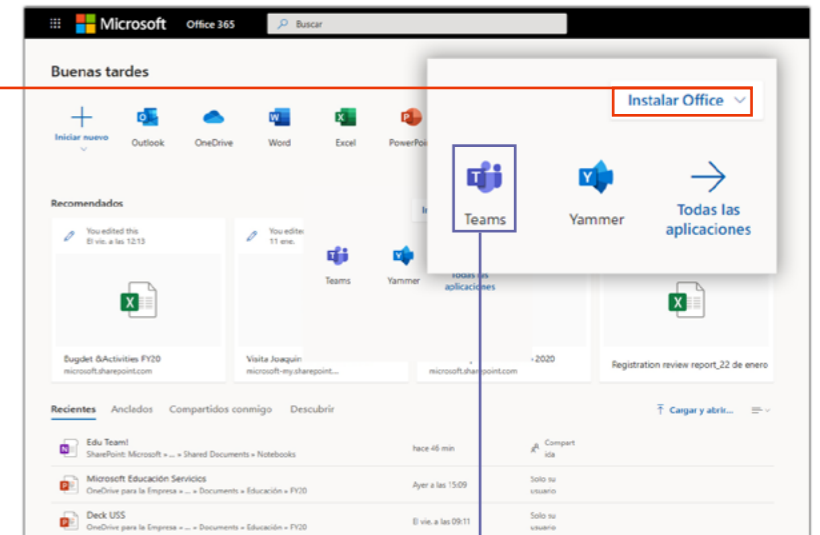 Microsoft Office 365 Buscar
Buenas tardes
Instalar Office
Iniciar nuevo
Outlook
OneDrive
Word
Excel
PowerPoi
Teams
Yammer
Todas las
aplicaciones
Recomendados
You edited this
El vie. a las 12:13
You edite
11 ene.
Teams
Yammer
Todas las
aplicaciones
Bugdet &Activities FY20
microsoft.sharepoint.com
Visita Joaquin
microsoft-my.sharepoint...
-2020
microsoft.sharepoint.com
Registration review report_22 de enero
Recientes Anclados Compartidos conmigo Descubrir
Cargar y abrir...
Edu Team!
SharePoint: Microsoft » ... » Shared Documents » Notebooks
hace 46 min
Compart
ida
Microsoft Educación Servicios
OneDrive para la Empresa » ... » Documents » Educación » FY20
Ayer a las 15:09
Solo su
usuario
Deck USS
OneDrive para la Empresa » ... » Documents » Educación » FY20
El vie. a las 09:11
Solo su
usuario